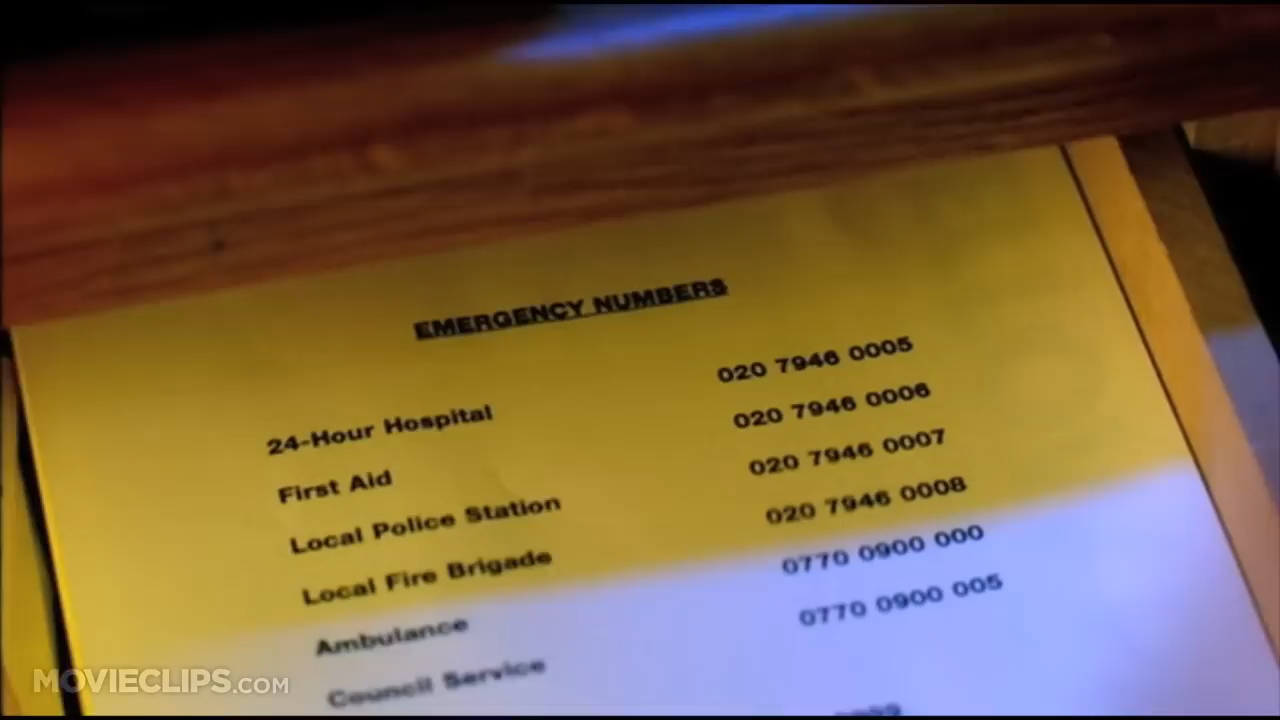 EMERGENCY NUMBERS
24-Hour Hospital 020 7946 0005
First Aid 020 7946 0006
Local Police Station 020 7946 0007
Local Fire Brigade 020 7946 0008
Ambulance 0770 0900 000
Council Service 0770 0900 005
MOVIECLIPS.COM